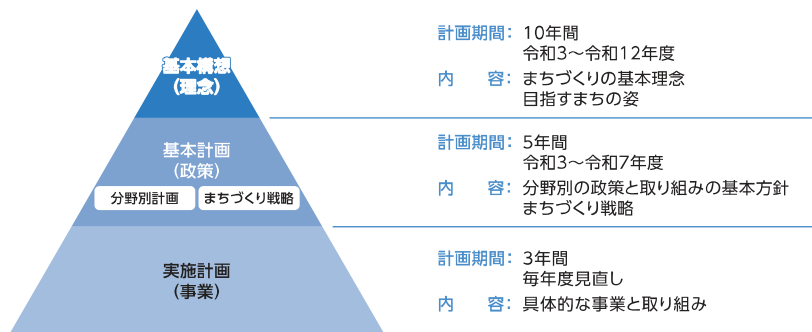 基本構想
（理念）
計画期間： 10年間
令和3～令和12年度
内　　容： まちづくりの基本理念
目指すまちの姿
基本計画
（政策）
分野別計画 まちづくり戦略
計画期間： 5年間
令和3～令和7年度
内　　容： 分野別の政策と取り組みの基本方針
まちづくり戦略
実施計画
（事業）
計画期間： 3年間
毎年度見直し
内　　容： 具体的な事業と取り組み